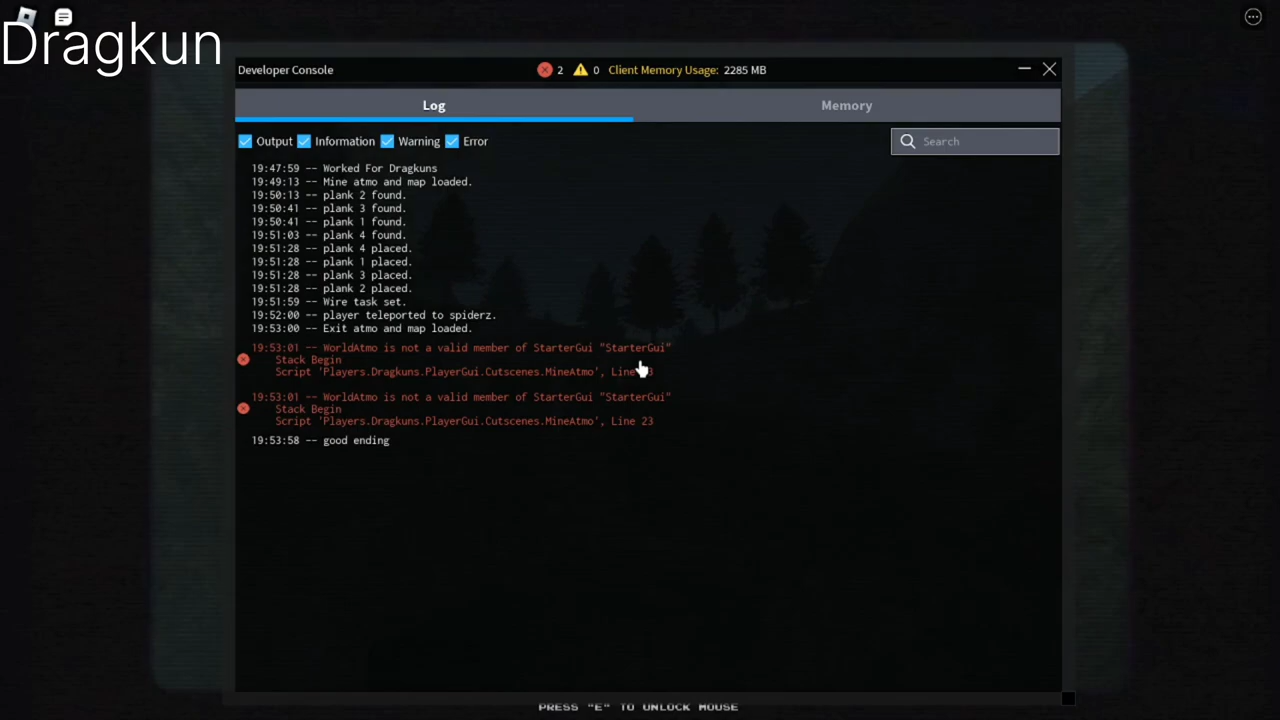 Dragkun
Developer Console 2 0 Client Memory Usage: 2285 MB
Log Memory
Output Information Warning Error Search
19:47:59 -- Worked For Dragkuns
19:49:13 -- Mine atmo and map loaded.
19:50:13 -- plank 2 found.
19:50:41 -- plank 3 found.
19:50:41 -- plank 1 found.
19:51:03 -- plank 4 found.
19:51:28 -- plank 4 placed.
19:51:28 -- plank 1 placed.
19:51:28 -- plank 3 placed.
19:51:28 -- plank 2 placed.
19:51:59 -- Wire task set.
19:52:00 -- player teleported to spiderz.
19:53:00 -- Exit atmo and map loaded.
19:53:01 -- WorldAtmo is not a valid member of StarterGui "StarterGui"
Stack Begin
Script 'Players.Dragkuns.PlayerGui.Cutscenes.MineAtmo', Line
19:53:01 -- WorldAtmo is not a valid member of StarterGui "StarterGui"
Stack Begin
Script 'Players.Dragkuns.PlayerGui.Cutscenes.MineAtmo', Line 23
19:53:58 -- good ending
PRESS "E" TO UNLOCK MOUSE